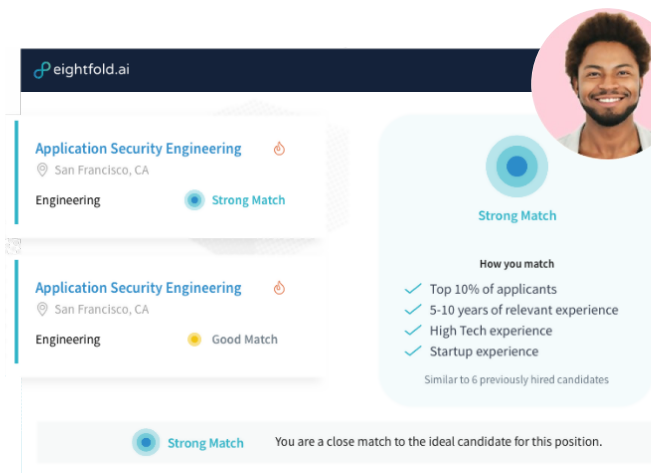 eightfold.ai
Application Security Engineering
San Francisco, CA
Engineering
Strong Match
Application Security Engineering
San Francisco, CA
Engineering
Good Match
Strong Match
How you match
Top 10% of applicants
5-10 years of relevant experience
High Tech experience
Startup experience
Similar to 6 previously hired candidates
Strong Match
You are a close match to the ideal candidate for this position.